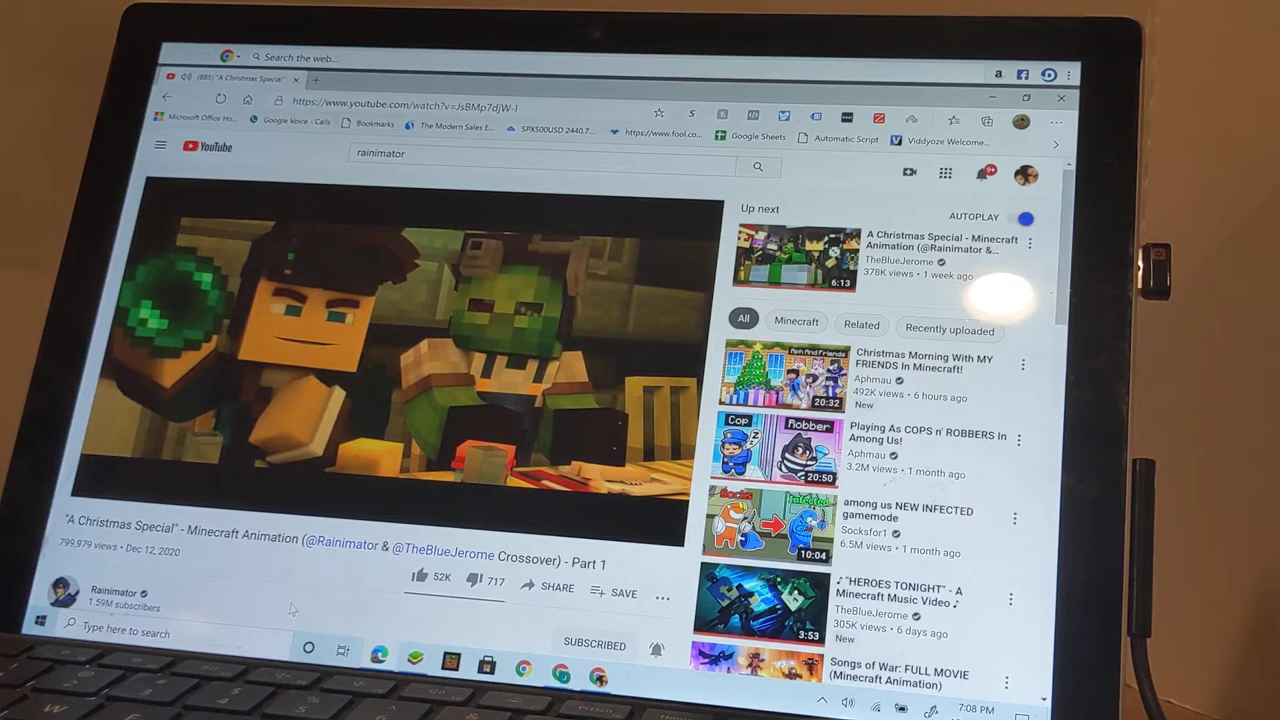 Search the web...
(885) "A Christmas Special"
https://www.youtube.com/watch?v=JsBMp7djW-I
Microsoft Office Ho...
Google Voice - Calls
Bookmarks
The Modern Sales E...
SPX500USD 2440.7...
https://www.fool.co...
Google Sheets
Automatic Script
Viddyoze Welcome...
YouTube
rainimator
9+
Up next
AUTOPLAY
A Christmas Special - Minecraft
Animation (@Rainimator &...
TheBlueJerome
378K views • 1 week ago
6:13
All
Minecraft
Related
Recently uploaded
Aph And Friends
20:32
Christmas Morning With MY
FRIENDS In Minecraft!
Aphmau
492K views • 6 hours ago
New
Cop
Robber
20:50
Playing As COPS n' ROBBERS In
Among Us!
Aphmau
3.2M views • 1 month ago
Socks
Infected
10:04
among us NEW INFECTED
gamemode
Socksfor1
6.5M views • 1 month ago
3:53
♪ "HEROES TONIGHT" - A
Minecraft Music Video ♪
TheBlueJerome
305K views • 6 days ago
New
Songs of War: FULL MOVIE
(Minecraft Animation)
"A Christmas Special" - Minecraft Animation (@Rainimator & @TheBlueJerome Crossover) - Part 1
799,979 views • Dec 12, 2020
52K
717
SHARE
SAVE
Rainimator
1.59M subscribers
SUBSCRIBED
Type here to search
7:08 PM